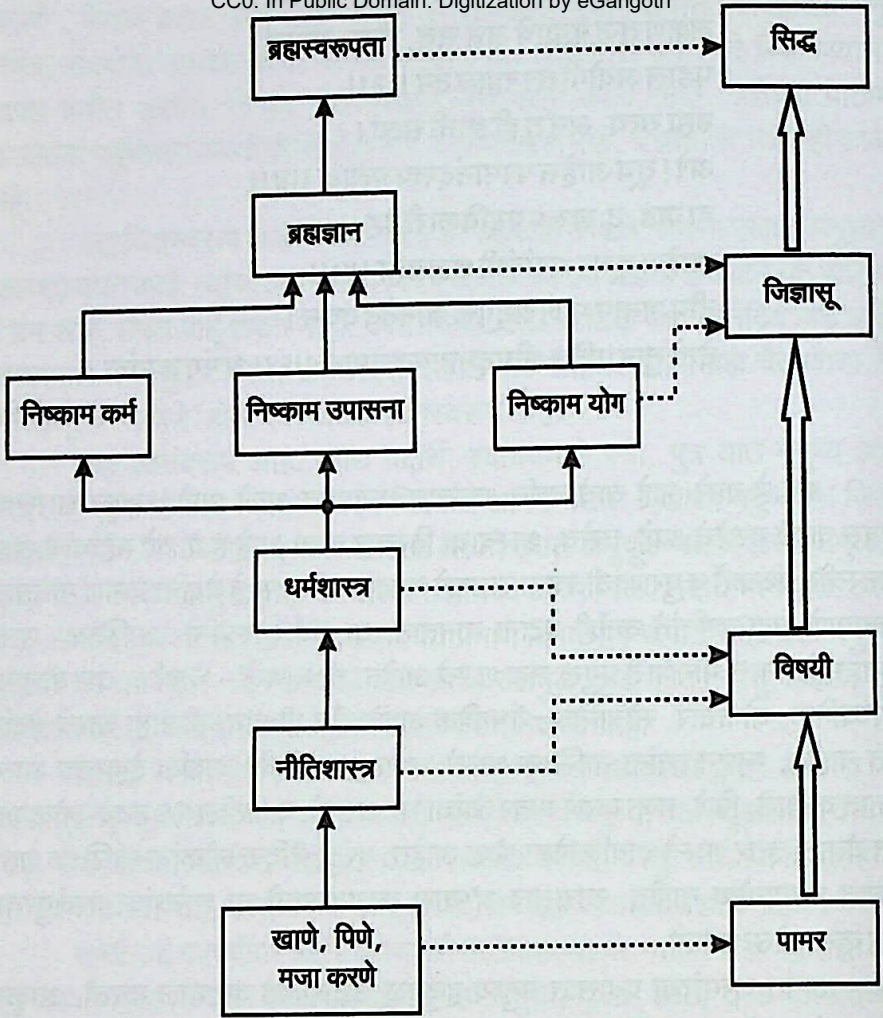 CC0. In Public Domain. Digitization by eGangotri
ब्रह्मस्वरूपता
सिद्ध
ब्रह्मज्ञान
जिज्ञासू
निष्काम कर्म
निष्काम उपासना
निष्काम योग
धर्मशास्त्र
विषयी
नीतिशास्त्र
खाणे, पिणे,
मजा करणे
पामर